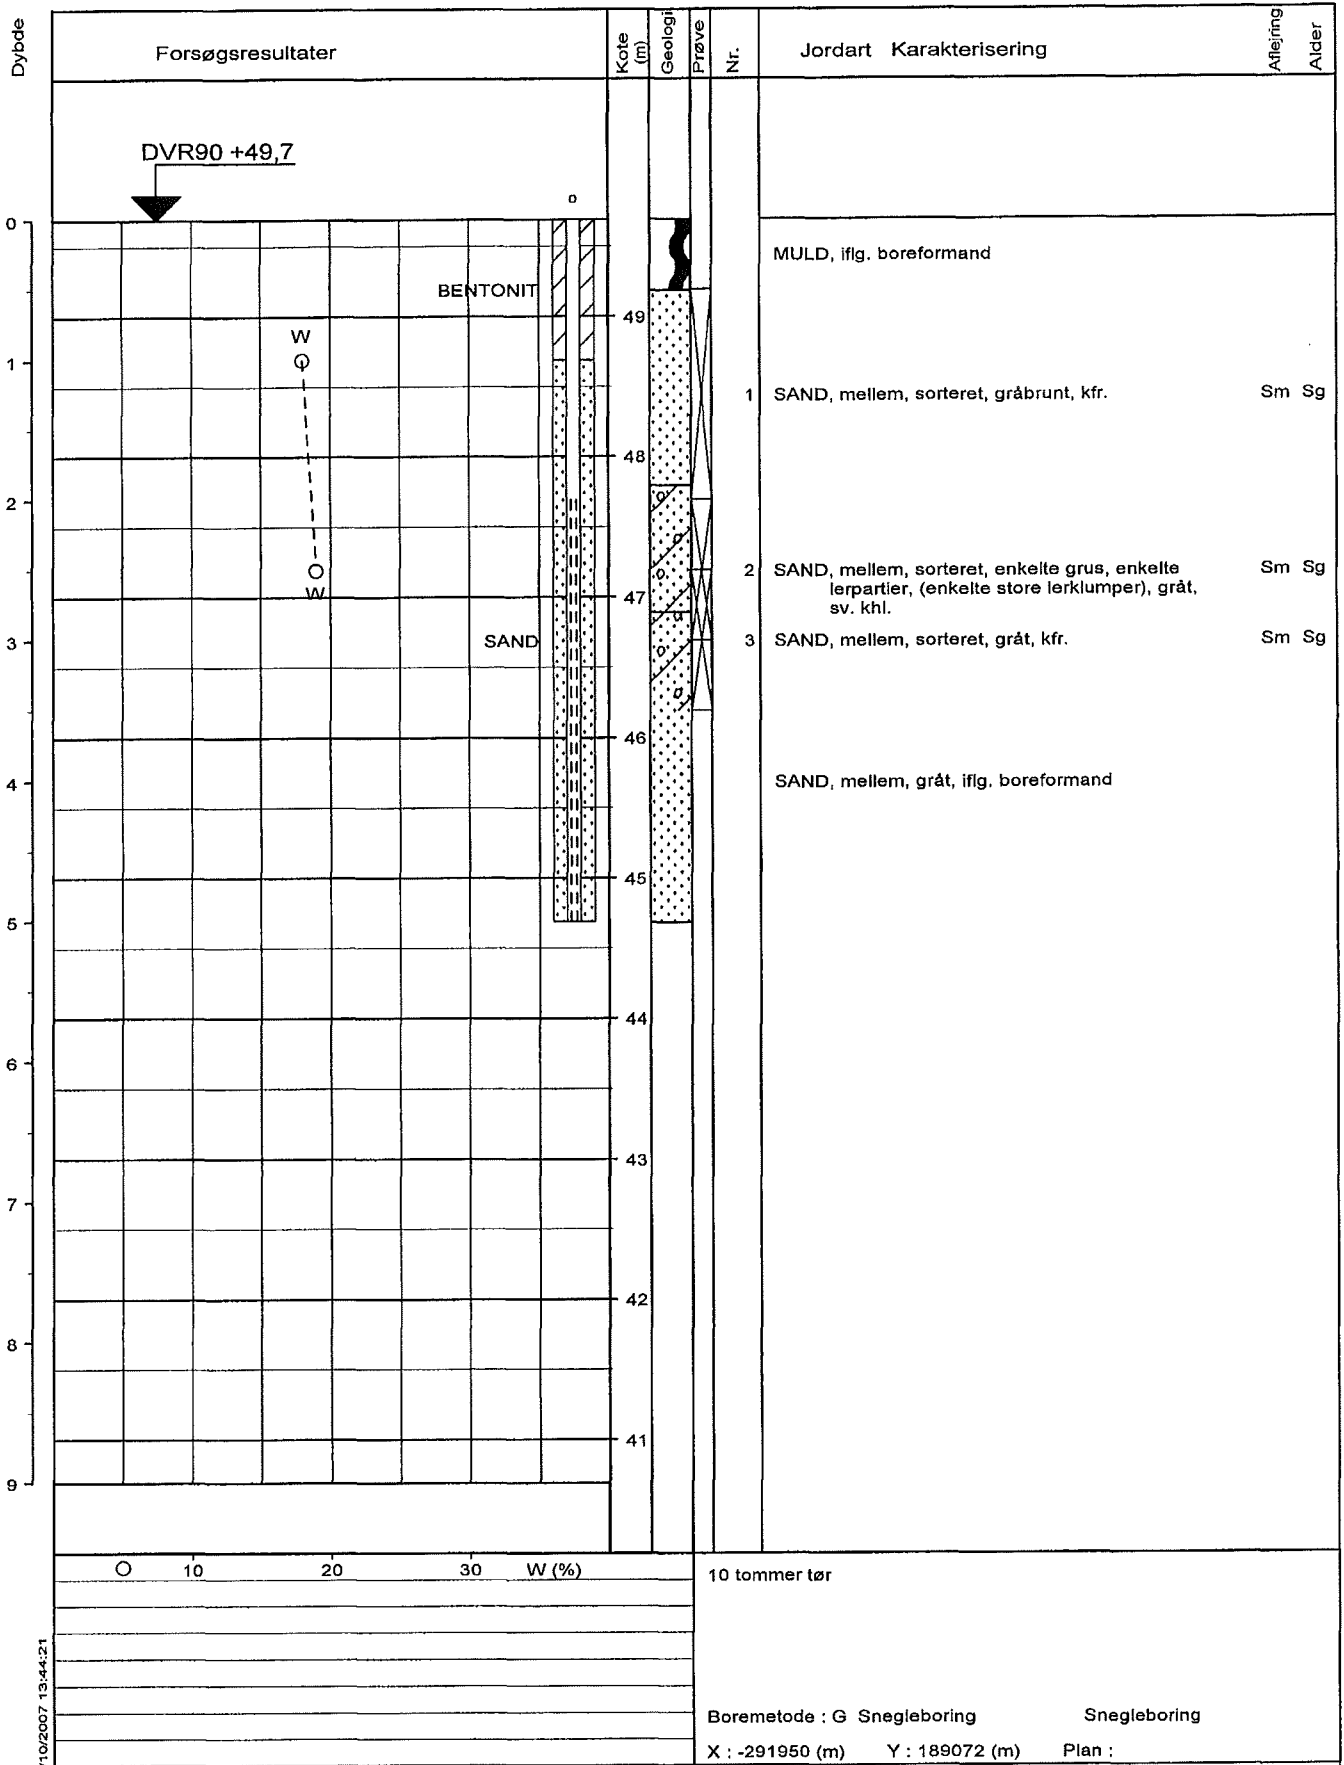 Dybde
Forsøgsresultater
Kote (m)
Geologi
Prøve
Nr.
Jordart Karakterisering
Aflejring
Alder
DVR90 +49,7
0
1
2
3
4
5
6
7
8
9
BENTONIT
W
W
SAND
49
48
47
46
45
44
43
42
41
MULD, iflg. boreformand
1 SAND, mellem, sorteret, gråbrunt, kfr. Sm Sg
2 SAND, mellem, sorteret, enkelte grus, enkelte Sm Sg
lerpartier, (enkelte store lerklumper), gråt,
sv. khl.
3 SAND, mellem, sorteret, gråt, kfr. Sm Sg
SAND, mellem, gråt, iflg. boreformand
10 20 30 W (%)
10 tommer tør
Boremetode : G Snegleboring Snegleboring
X : -291950 (m) Y : 189072 (m) Plan :
/10/2007 13:44:21